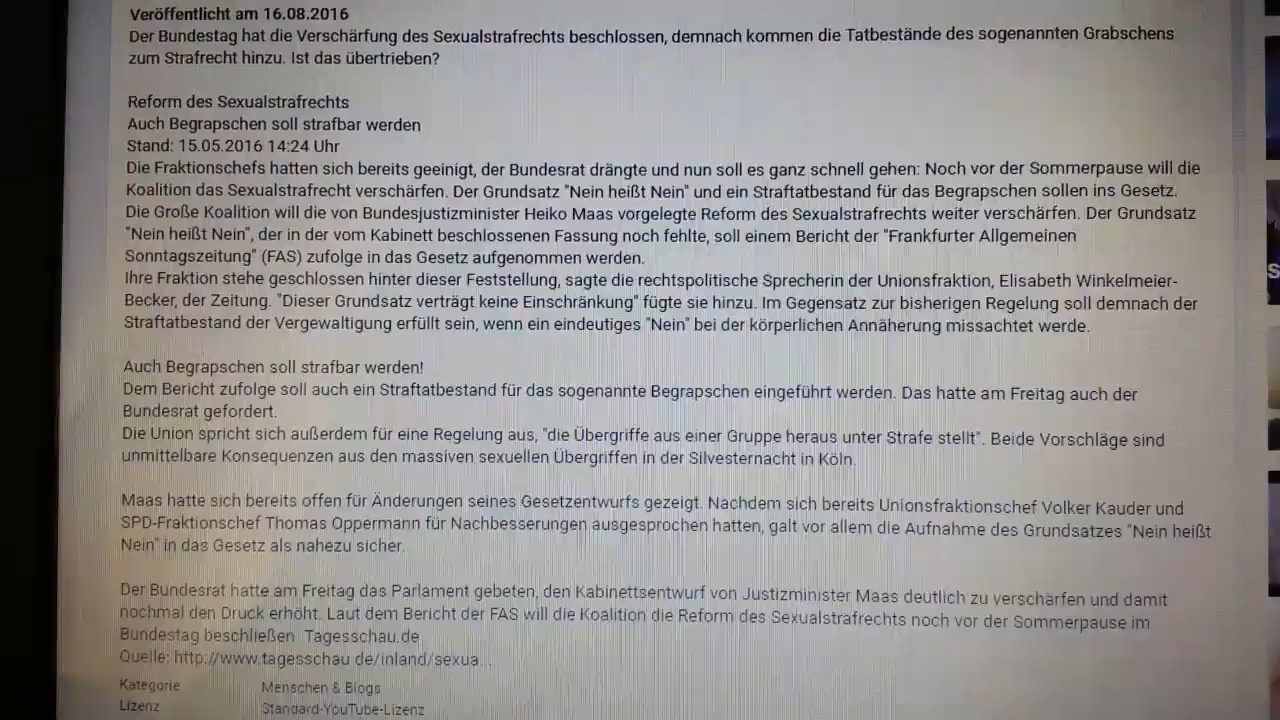 Veröffentlicht am 16.08.2016
Der Bundestag hat die Verschärfung des Sexualstrafrechts beschlossen, demnach kommen die Tatbestände des sogenannten Grabschens
zum Strafrecht hinzu. Ist das übertrieben?
Reform des Sexualstrafrechts
Auch Begrapschen soll strafbar werden
Stand: 15.05.2016 14:24 Uhr
Die Fraktionschefs hatten sich bereits geeinigt, der Bundesrat drängte und nun soll es ganz schnell gehen: Noch vor der Sommerpause will die
Koalition das Sexualstrafrecht verschärfen. Der Grundsatz "Nein heißt Nein" und ein Straftatbestand für das Begrapschen sollen ins Gesetz.
Die Große Koalition will die von Bundesjustizminister Heiko Maas vorgelegte Reform des Sexualstrafrechts weiter verschärfen. Der Grundsatz
"Nein heißt Nein", der in der vom Kabinett beschlossenen Fassung noch fehlte, soll einem Bericht der "Frankfurter Allgemeinen
Sonntagszeitung" (FAS) zufolge in das Gesetz aufgenommen werden.
Ihre Fraktion stehe geschlossen hinter dieser Feststellung, sagte die rechtspolitische Sprecherin der Unionsfraktion, Elisabeth Winkelmeier-
Becker, der Zeitung. "Dieser Grundsatz verträgt keine Einschränkung" fügte sie hinzu. Im Gegensatz zur bisherigen Regelung soll demnach der
Straftatbestand der Vergewaltigung erfüllt sein, wenn ein eindeutiges "Nein" bei der körperlichen Annäherung missachtet werde.
Auch Begrapschen soll strafbar werden!
Dem Bericht zufolge soll auch ein Straftatbestand für das sogenannte Begrapschen eingeführt werden. Das hatte am Freitag auch der
Bundesrat gefordert.
Die Union spricht sich außerdem für eine Regelung aus, "die Übergriffe aus einer Gruppe heraus unter Strafe stellt". Beide Vorschläge sind
unmittelbare Konsequenzen aus den massiven sexuellen Übergriffen in der Silvesternacht in Köln.
Maas hatte sich bereits offen für Änderungen seines Gesetzentwurfs gezeigt. Nachdem sich bereits Unionsfraktionschef Volker Kauder und
SPD-Fraktionschef Thomas Oppermann für Nachbesserungen ausgesprochen hatten, galt vor allem die Aufnahme des Grundsatzes "Nein heißt
Nein" in das Gesetz als nahezu sicher.
Der Bundesrat hatte am Freitag das Parlament gebeten, den Kabinettsentwurf von Justizminister Maas deutlich zu verschärfen und damit
nochmal den Druck erhöht. Laut dem Bericht der FAS will die Koalition die Reform des Sexualstrafrechts noch vor der Sommerpause im
Bundestag beschließen Tagesschau.de
Quelle: http://www.tagesschau.de/inland/sexua...
Kategorie Menschen & Blogs
Lizenz Standard-YouTube-Lizenz